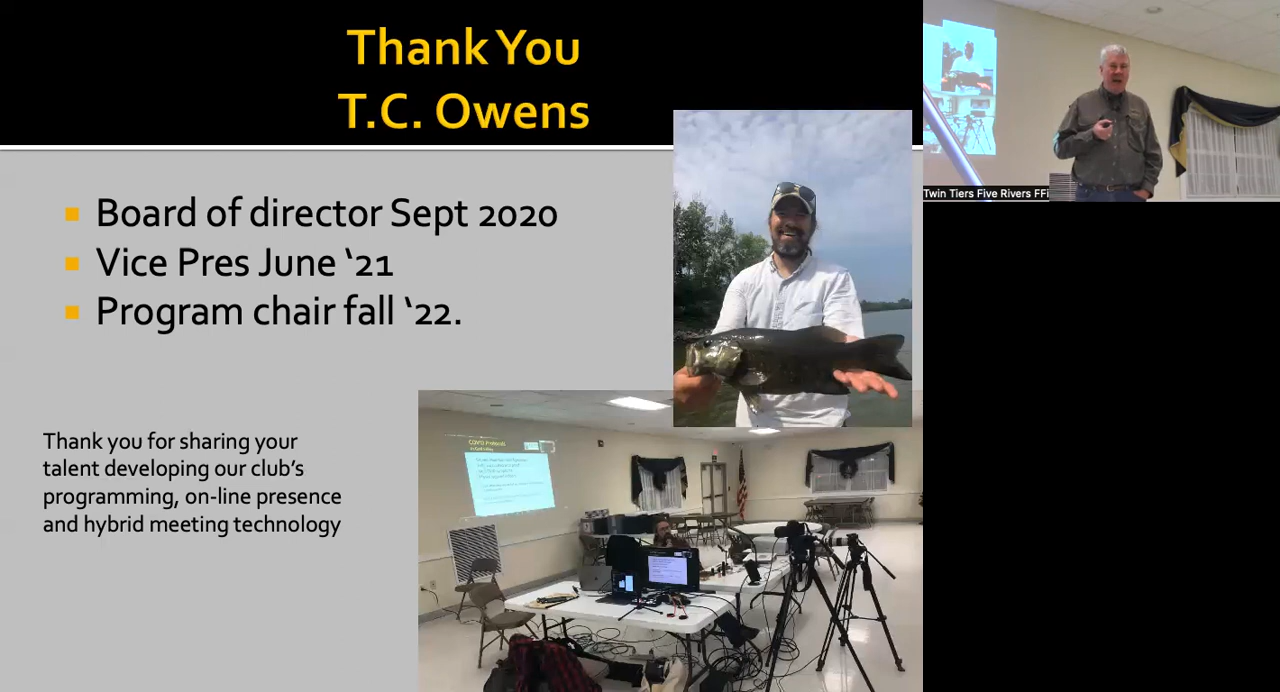 Thank You
T.C. Owens
Board of director Sept 2020
Vice Pres June ‘21
Program chair fall ‘22.
Thank you for sharing your
talent developing our club’s
programming, on-line presence
and hybrid meeting technology
COVID Protocols
Twin Tiers Five Rivers FFi